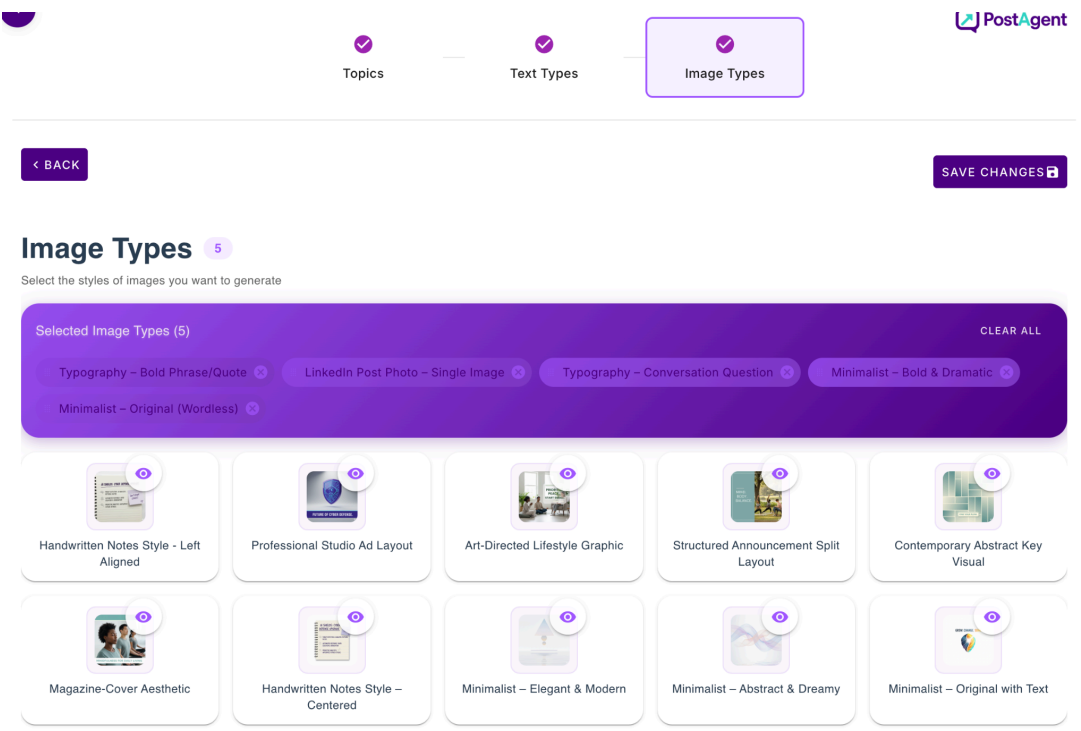 PostAgent
Topics
Text Types
Image Types
< BACK
SAVE CHANGES
Image Types 5
Select the styles of images you want to generate
Selected Image Types (5)
CLEAR ALL
Typography – Bold Phrase/Quote
LinkedIn Post Photo – Single Image
Typography – Conversation Question
Minimalist – Bold & Dramatic
Minimalist – Original (Wordless)
FUTURE OF CYBER DEFENSE
Handwritten Notes Style - Left
Aligned
Professional Studio Ad Layout
Art-Directed Lifestyle Graphic
Structured Announcement Split
Layout
Contemporary Abstract Key
Visual
Magazine-Cover Aesthetic
Handwritten Notes Style –
Centered
Minimalist – Elegant & Modern
Minimalist – Abstract & Dreamy
Minimalist – Original with Text